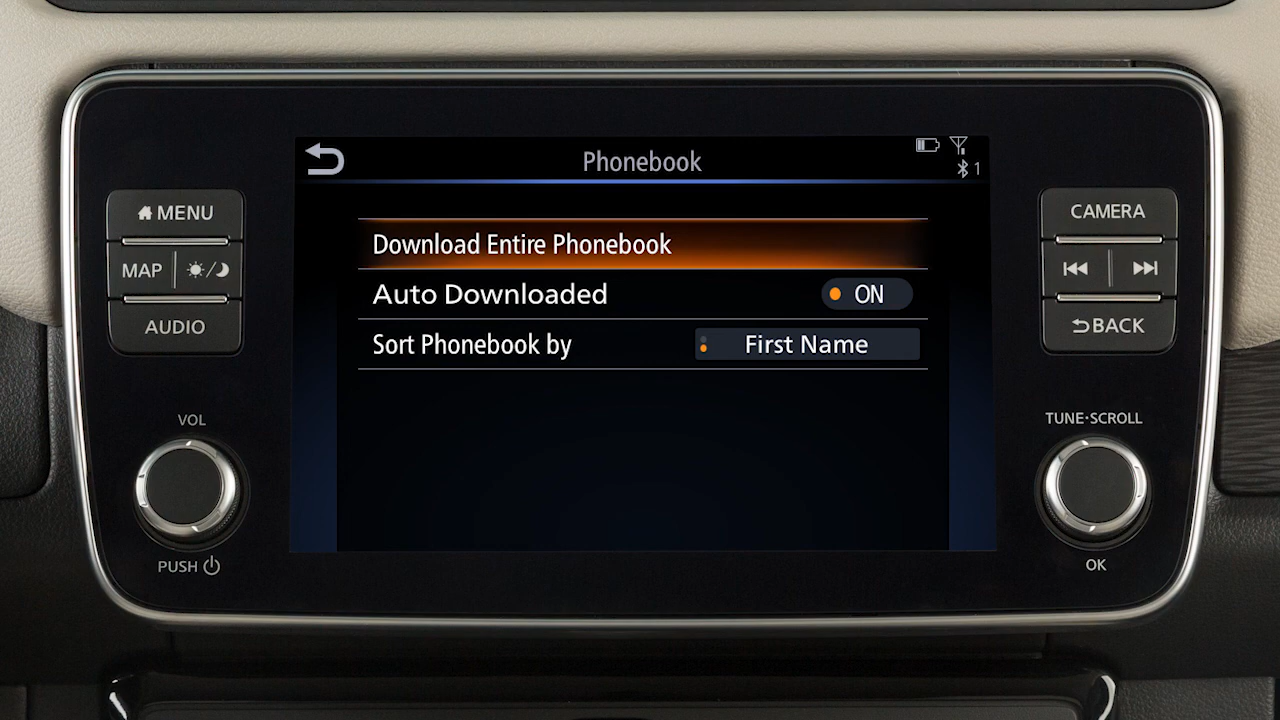 Phonebook
1
MENU
MAP
AUDIO
VOL
PUSH
Download Entire Phonebook
Auto Downloaded ON
Sort Phonebook by First Name
CAMERA
BACK
TUNE·SCROLL
OK